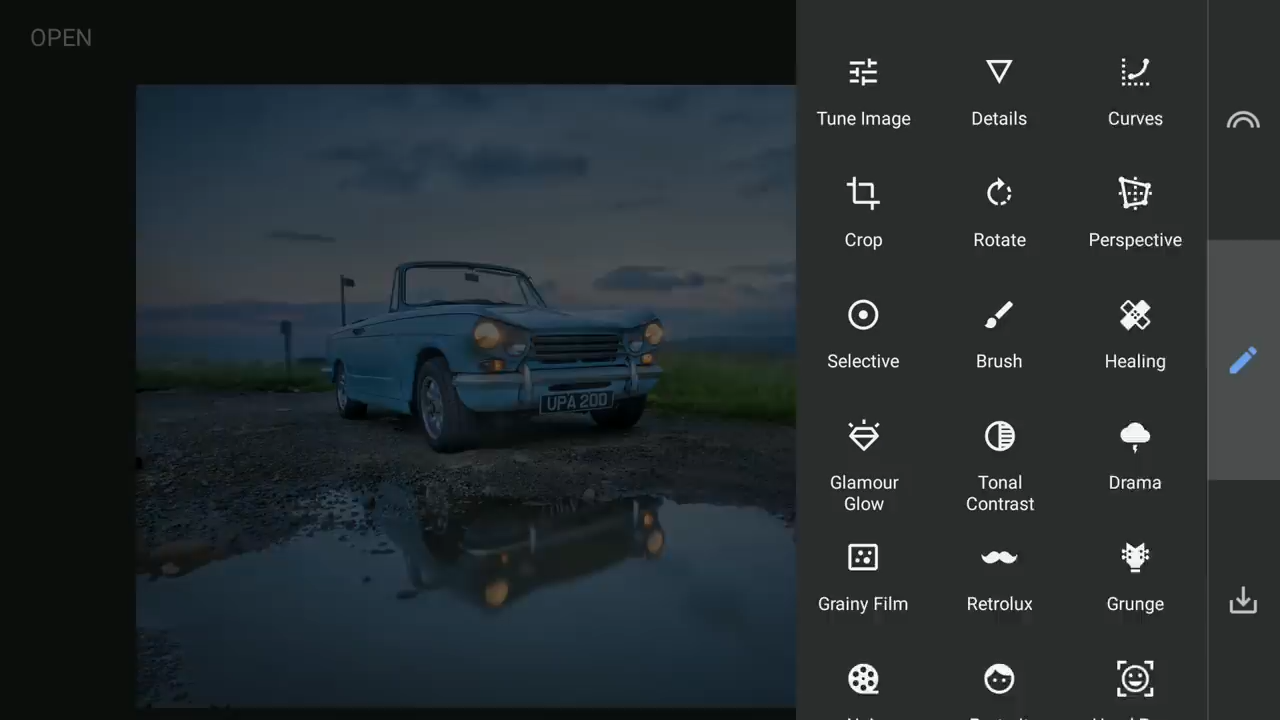 OPEN
Tune Image
Details
Curves
Crop
Rotate
Perspective
Selective
Brush
Healing
Glamour
Glow
Tonal
Contrast
Drama
Grainy Film
Retrolux
Grunge
UPA 200